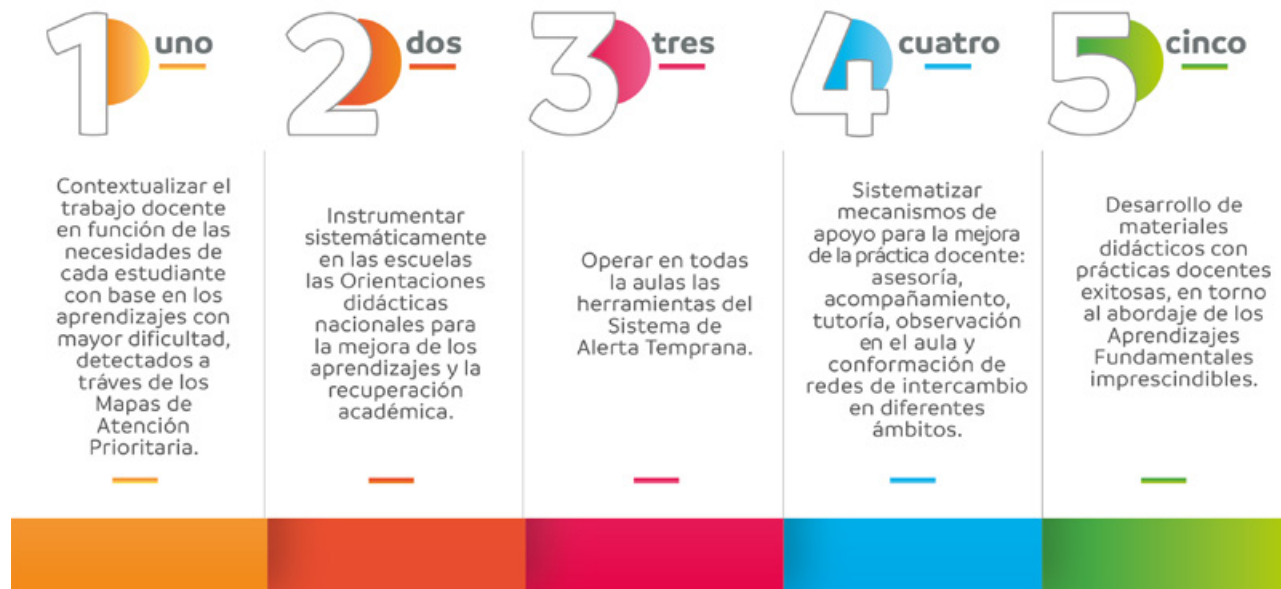 1 uno
Contextualizar el
trabajo docente
en función de las
necesidades de
cada estudiante
con base en los
aprendizajes con
mayor dificultad,
detectados a
tráves de los
Mapas de
Atención
Prioritaria.
2 dos
Instrumentar
sistemáticamente
en las escuelas
las Orientaciones
didácticas
nacionales para
la mejora de los
aprendizajes y la
recuperación
académica.
3 tres
Operar en todas
la aulas las
herramientas del
Sistema de
Alerta Temprana.
4 cuatro
Sistematizar
mecanismos de
apoyo para la mejora
de la práctica docente:
asesoría,
acompañamiento,
tutoría, observación
en el aula y
conformación de
redes de intercambio
en diferentes
ámbitos.
5 cinco
Desarrollo de
materiales
didácticos con
prácticas docentes
exitosas, en torno
al abordaje de los
Aprendizajes
Fundamentales
imprescindibles.